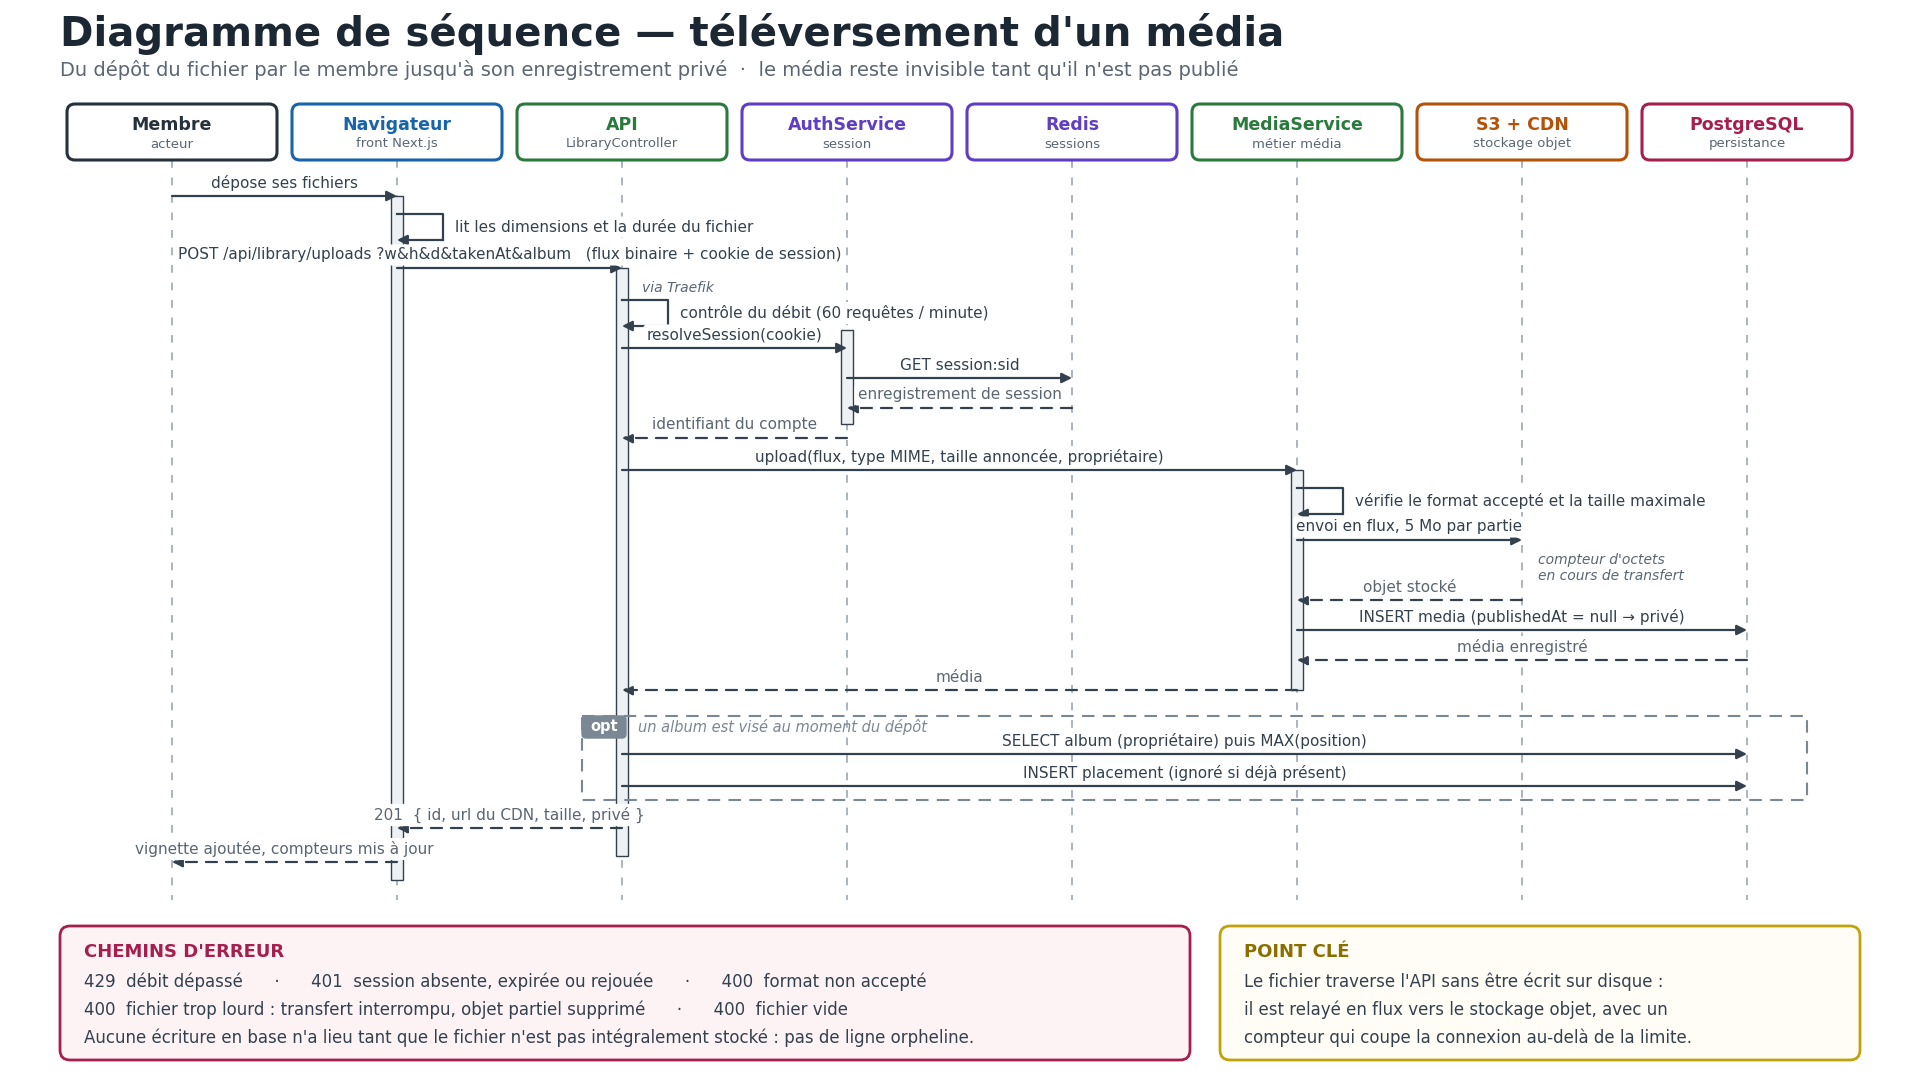 Diagramme de séquence — téléversement d'un média
Du dépôt du fichier par le membre jusqu'à son enregistrement privé · le média reste invisible tant qu'il n'est pas publié
Membre
acteur
Navigateur
front Next.js
API
LibraryController
AuthService
session
Redis
sessions
MediaService
métier média
S3 + CDN
stockage objet
PostgreSQL
persistance
dépose ses fichiers
lit les dimensions et la durée du fichier
POST /api/library/uploads ?w&h&d&takenAt&album (flux binaire + cookie de session)
via Traefik
contrôle du débit (60 requêtes / minute)
resolveSession(cookie)
GET session:sid
enregistrement de session
identifiant du compte
upload(flux, type MIME, taille annoncée, propriétaire)
vérifie le format accepté et la taille maximale
envoi en flux, 5 Mo par partie
compteur d'octets
en cours de transfert
objet stocké
INSERT media (publishedAt = null → privé)
média enregistré
média
opt
un album est visé au moment du dépôt
SELECT album (propriétaire) puis MAX(position)
INSERT placement (ignoré si déjà présent)
201 { id, url du CDN, taille, privé }
vignette ajoutée, compteurs mis à jour
CHEMINS D'ERREUR
429 débit dépassé · 401 session absente, expirée ou rejouée · 400 format non accepté
400 fichier trop lourd : transfert interrompu, objet partiel supprimé · 400 fichier vide
Aucune écriture en base n'a lieu tant que le fichier n'est pas intégralement stocké : pas de ligne orpheline.
POINT CLÉ
Le fichier traverse l'API sans être écrit sur disque :
il est relayé en flux vers le stockage objet, avec un
compteur qui coupe la connexion au-delà de la limite.